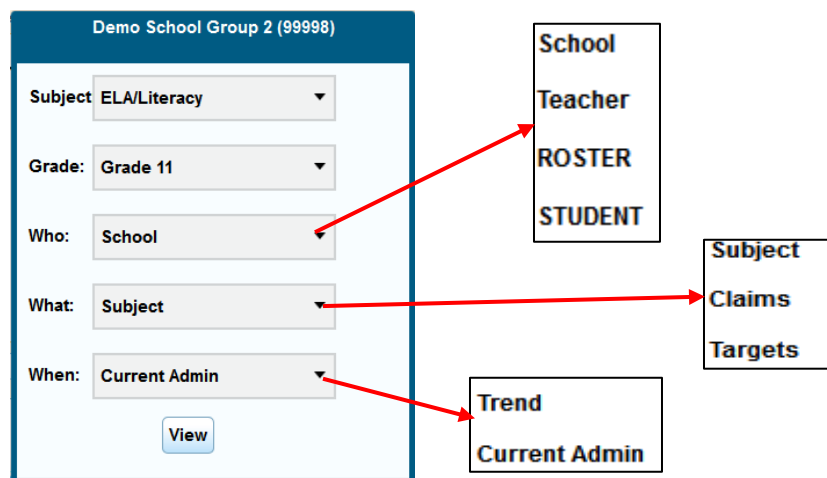 Demo School Group 2 (99998)
Subject ELA/Literacy
Grade: Grade 11
Who: School
What: Subject
When: Current Admin
View
School
Teacher
ROSTER
STUDENT
Subject
Claims
Targets
Trend
Current Admin